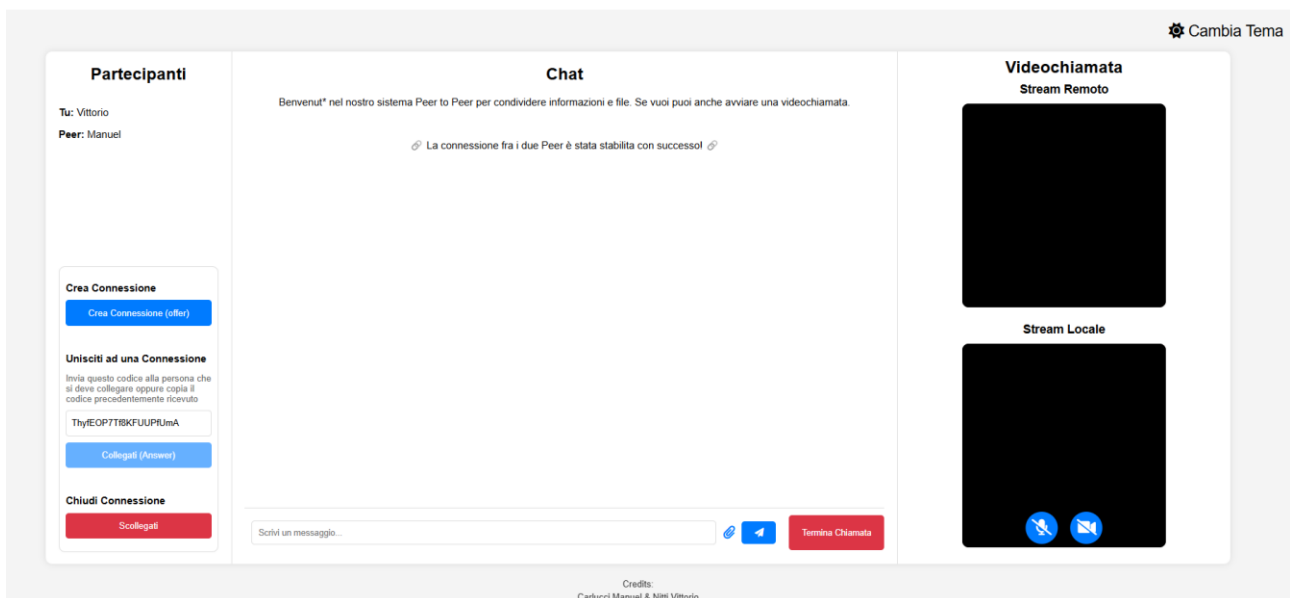 Cambia Tema
Partecipanti
Tu: Vittorio
Peer: Manuel
Crea Connessione
Crea Connessione (offer)
Unisciti ad una Connessione
Invia questo codice alla persona che
si deve collegare oppure copia il
codice precedentemente ricevuto
ThyfEOP7Tf8KFUUPfUmA
Collegati (Answer)
Chiudi Connessione
Scollegati
Chat
Benvenut* nel nostro sistema Peer to Peer per condividere informazioni e file. Se vuoi puoi anche avviare una videochiamata.
🔗 La connessione fra i due Peer è stata stabilita con successo! 🔗
Scrivi un messaggio...
Termina Chiamata
Videochiamata
Stream Remoto
Stream Locale
Credits:
Carlucci Manuel & Nitti Vittorio